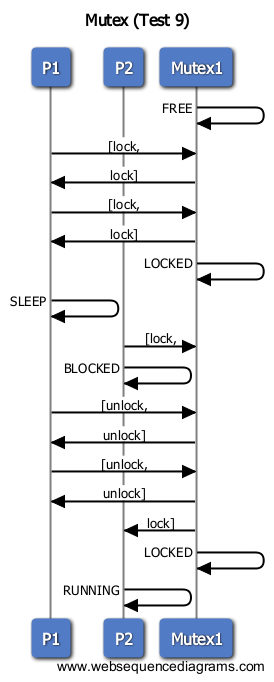 Mutex (Test 9)
P1 P2 Mutex1
FREE
[lock,
lock]
[lock,
lock]
LOCKED
SLEEP
[lock,
BLOCKED
[unlock,
unlock]
[unlock,
unlock]
lock]
LOCKED
RUNNING
P1 P2 Mutex1
www.websequencediagrams.com